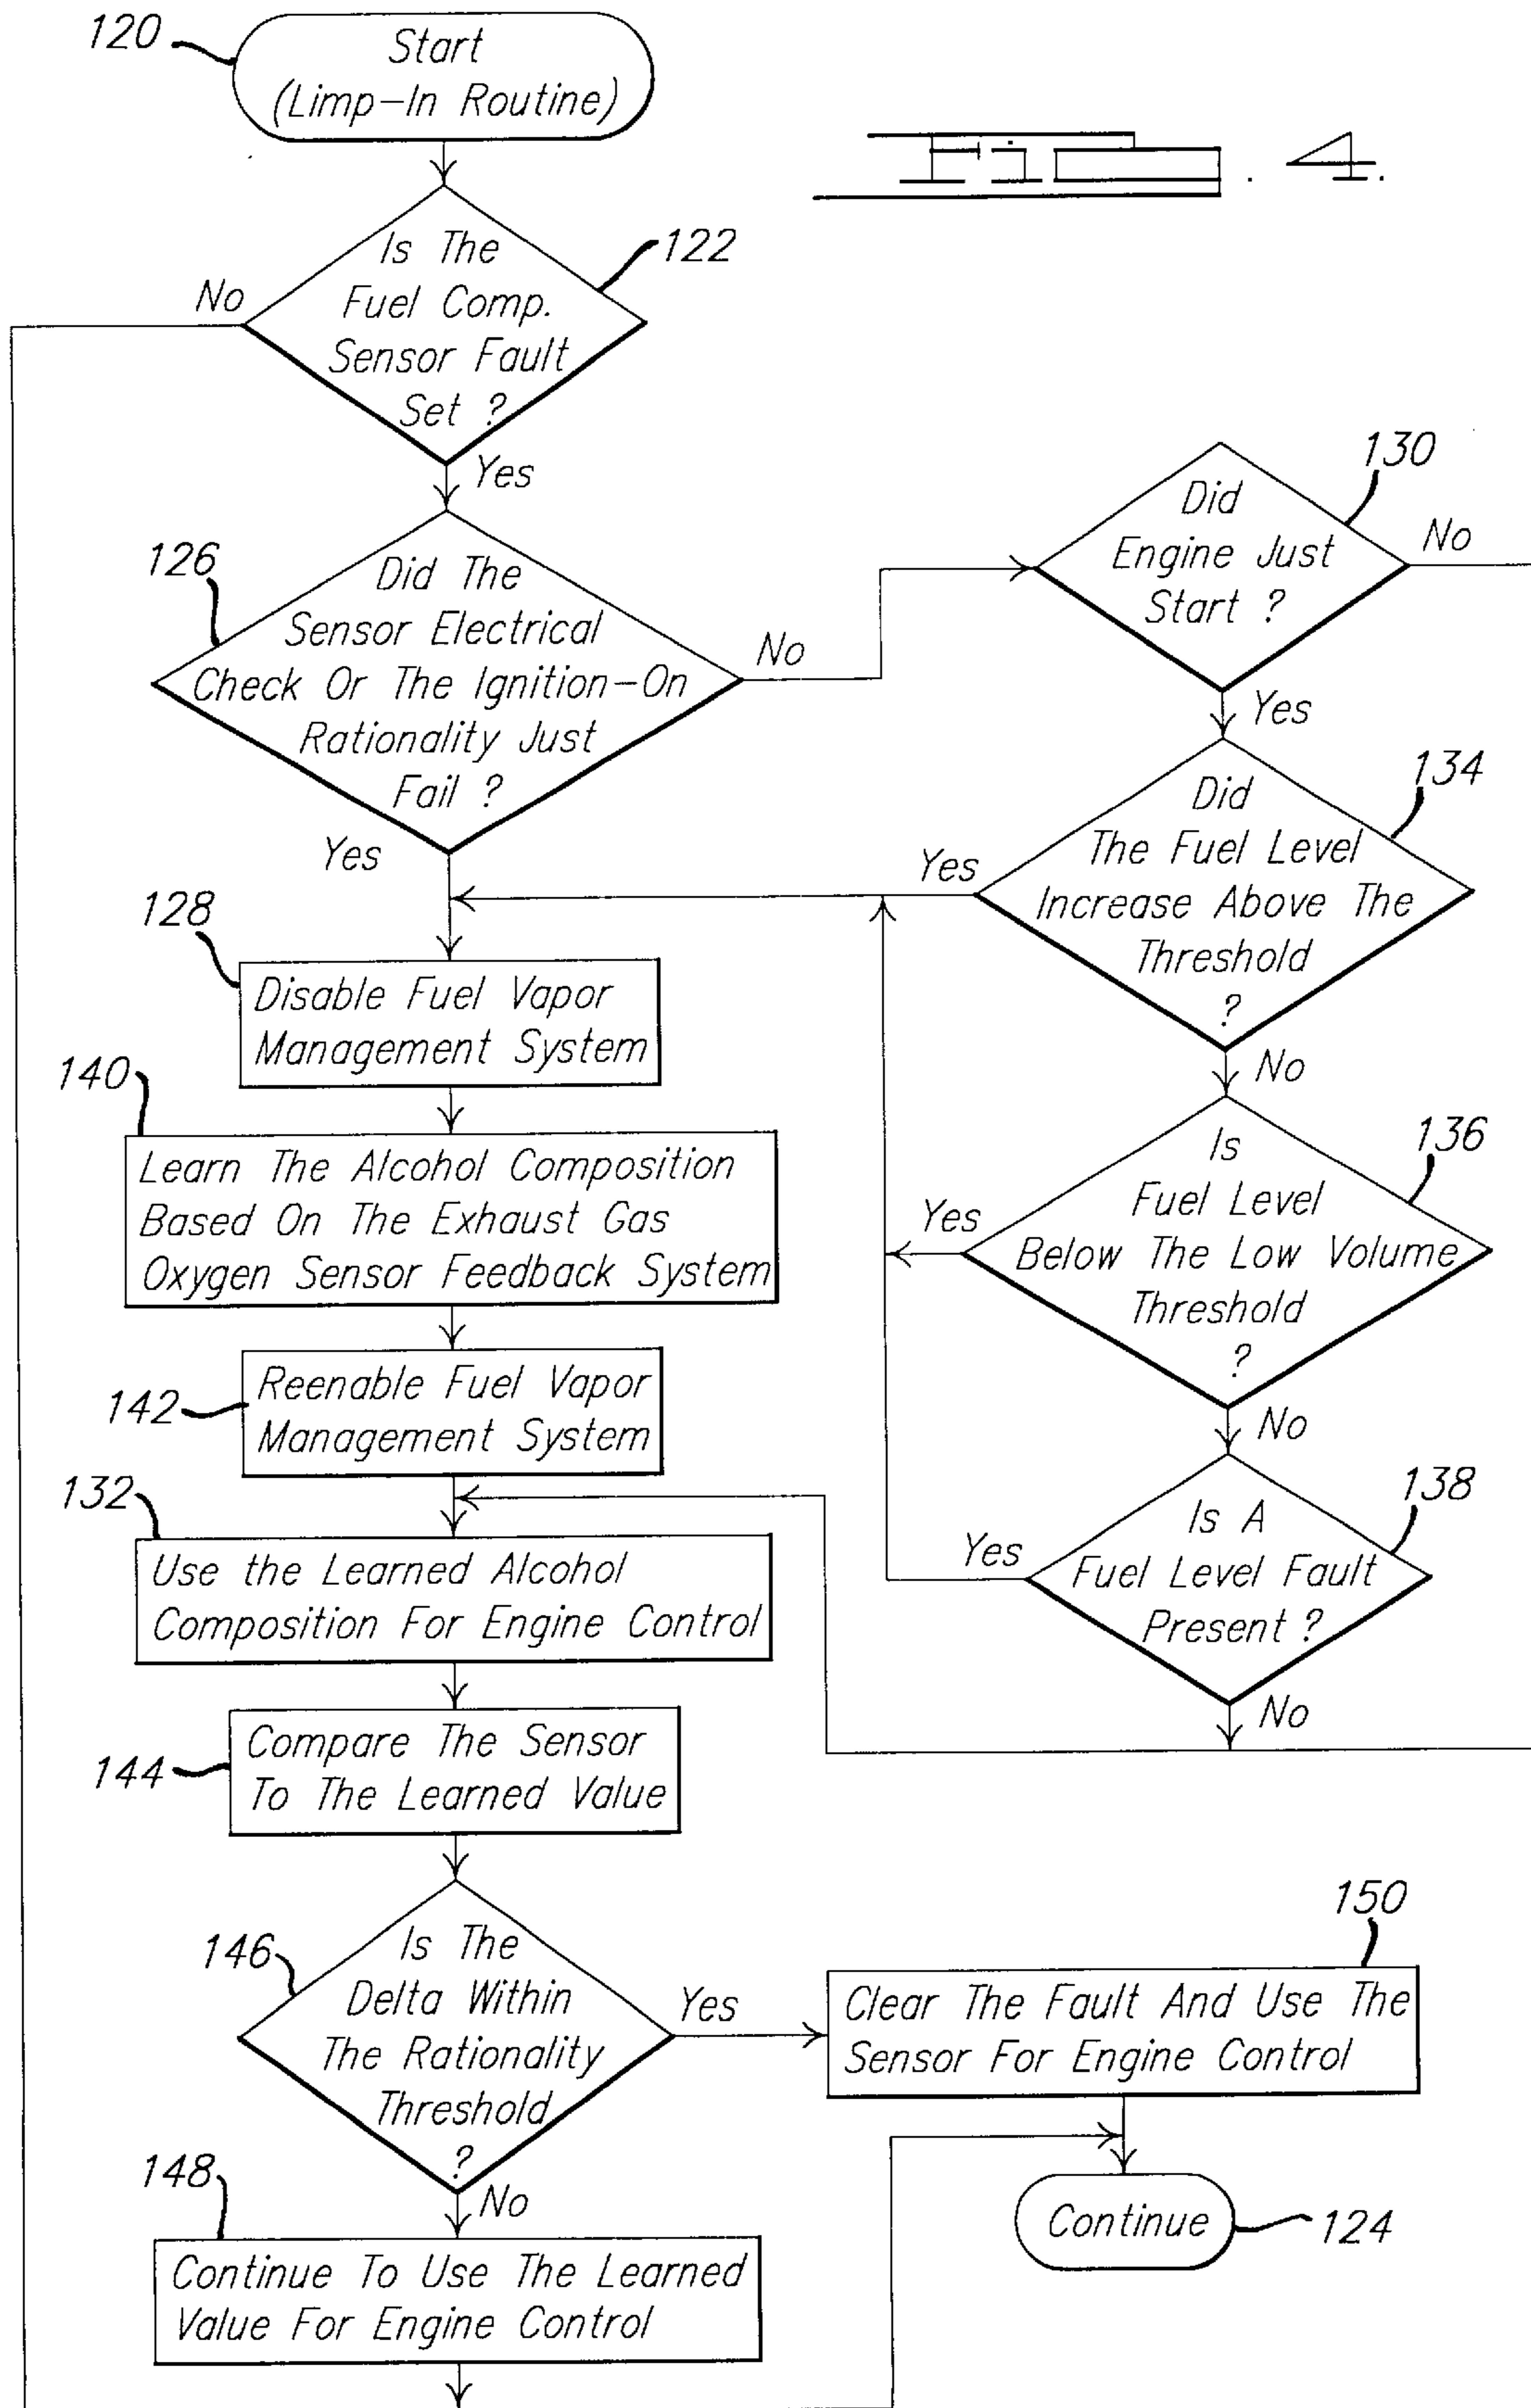 120
Start
(Limp-In Routine)
FIG. 4.
Is The
Fuel Comp.
Sensor Fault
Set ?
122
No
Yes
126
Did The
Sensor Electrical
Check Or The Ignition-On
Rationality Just
Fail ?
No
Yes
130
Did
Engine Just
Start ?
No
Yes
134
Did
The Fuel Level
Increase Above The
Threshold
?
Yes
No
128
Disable Fuel Vapor
Management System
136
Is
Fuel Level
Below The Low Volume
Threshold
?
Yes
No
140
Learn The Alcohol Composition
Based On The Exhaust Gas
Oxygen Sensor Feedback System
142
Reenable Fuel Vapor
Management System
138
Is A
Fuel Level Fault
Present ?
Yes
No
132
Use the Learned Alcohol
Composition For Engine Control
144
Compare The Sensor
To The Learned Value
146
Is The
Delta Within
The Rationality
Threshold
?
Yes
No
150
Clear The Fault And Use The
Sensor For Engine Control
148
Continue To Use The Learned
Value For Engine Control
Continue
124